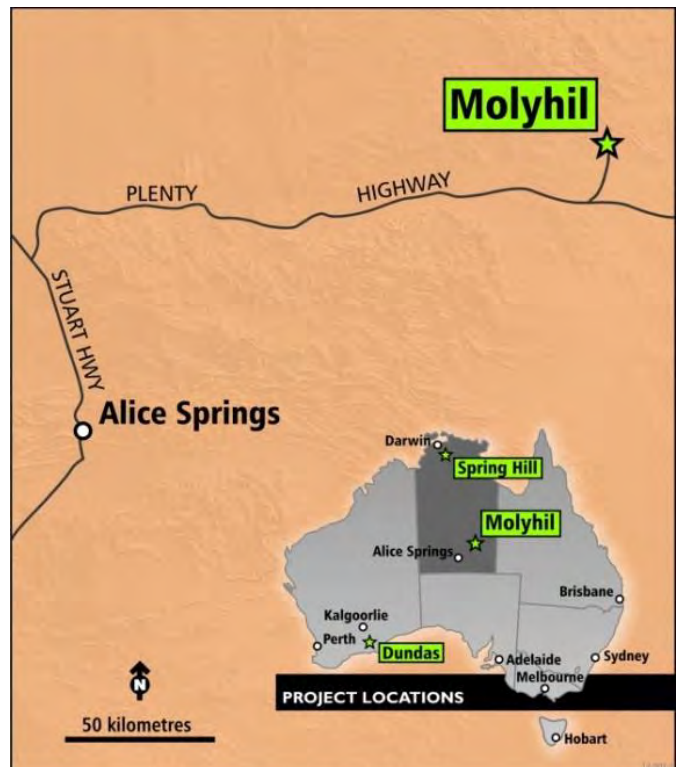 Molyhil
PLENTY
HIGHWAY
STUART HWY
Alice Springs
Darwin
Spring Hill
Molyhil
Alice Springs
Brisbane
Kalgoorlie
Perth
Dundas
Adelaide
Sydney
Melbourne
PROJECT LOCATIONS
N
50 kilometres
Hobart